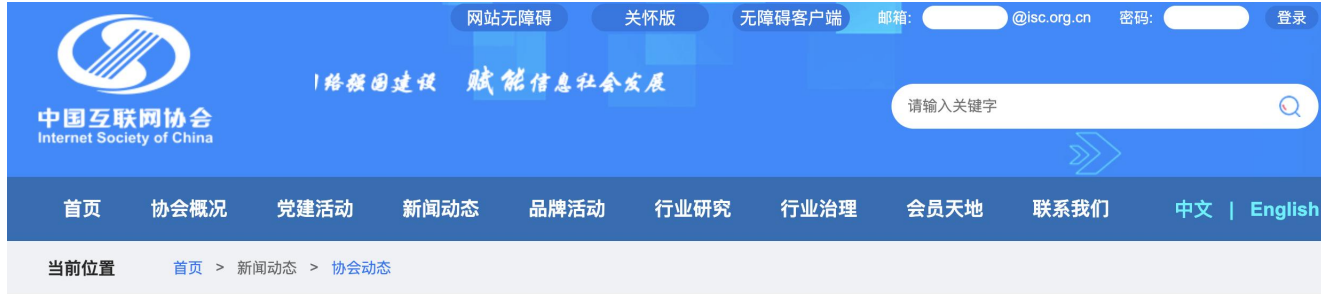 网站无障碍 关怀版 无障碍客户端 邮箱: @isc.org.cn 密码: 登录
络强国建设 赋能信息社会发展
请输入关键字
中国互联网协会
Internet Society of China
首页 协会概况 党建活动 新闻动态 品牌活动 行业研究 行业治理 会员天地 联系我们 中文 | English
当前位置 首页 > 新闻动态 > 协会动态